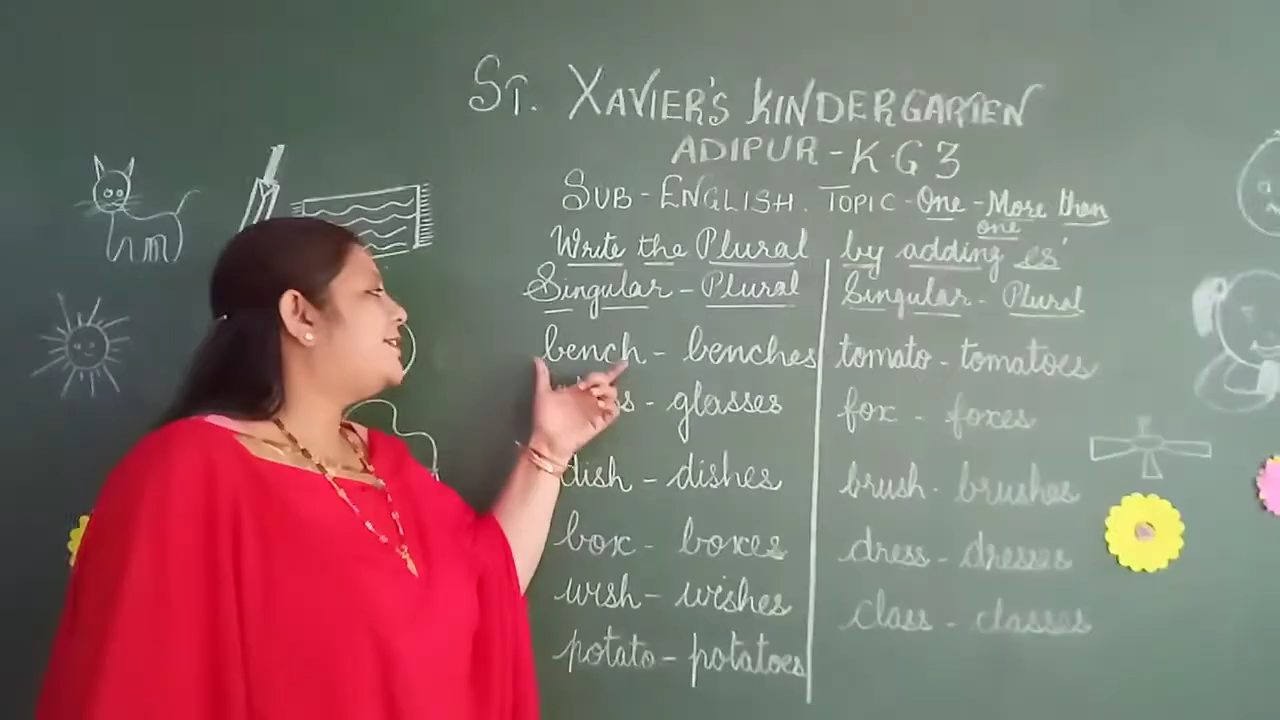 ST. XAVIER'S KINDERGARTEN
ADIPUR - K.G 3
SUB - ENGLISH. TOPIC - One - More than one
Write the Plural by adding es'
Singular - Plural
bench - benches
- glasses
dish - dishes
box - boxes
wish - wishes
potato - potatoes
Singular - Plural
tomato - tomatoes
fox - foxes
brush - brushes
dress - dresses
class - classes